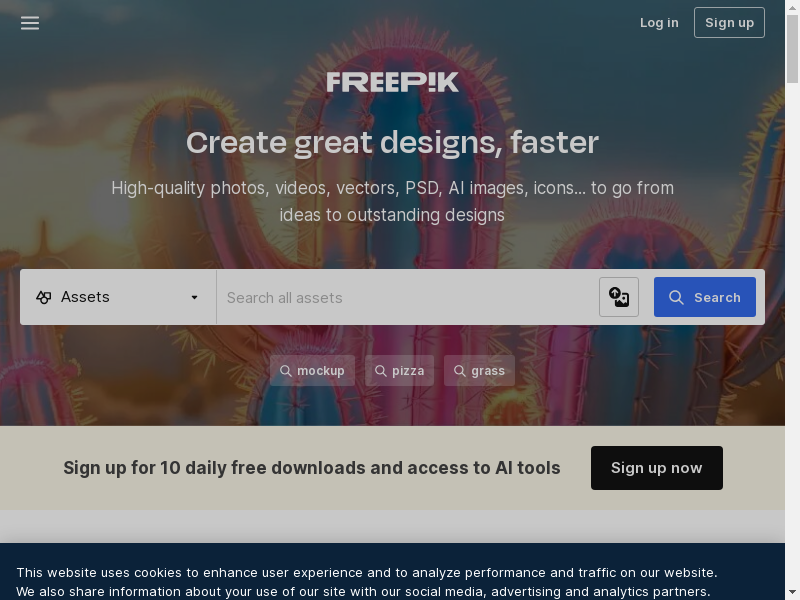 Log in
Sign up
FREEPIK
Create great designs, faster
High-quality photos, videos, vectors, PSD, AI images, icons... to go from
ideas to outstanding designs
Assets
Search all assets
Search
mockup
pizza
grass
Sign up for 10 daily free downloads and access to AI tools
Sign up now
This website uses cookies to enhance user experience and to analyze performance and traffic on our website.
We also share information about your use of our site with our social media, advertising and analytics partners.